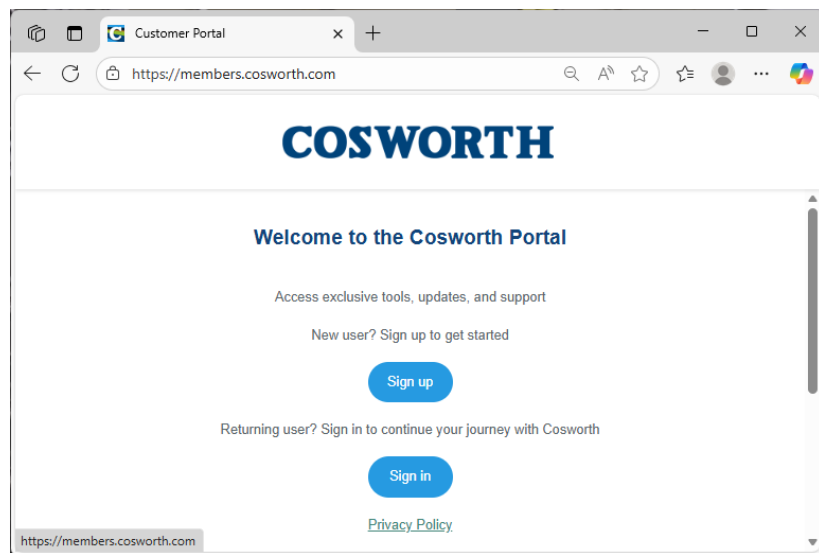 Customer Portal
https://members.cosworth.com
COSWORTH
Welcome to the Cosworth Portal
Access exclusive tools, updates, and support
New user? Sign up to get started
Sign up
Returning user? Sign in to continue your journey with Cosworth
Sign in
Privacy Policy
https://members.cosworth.com